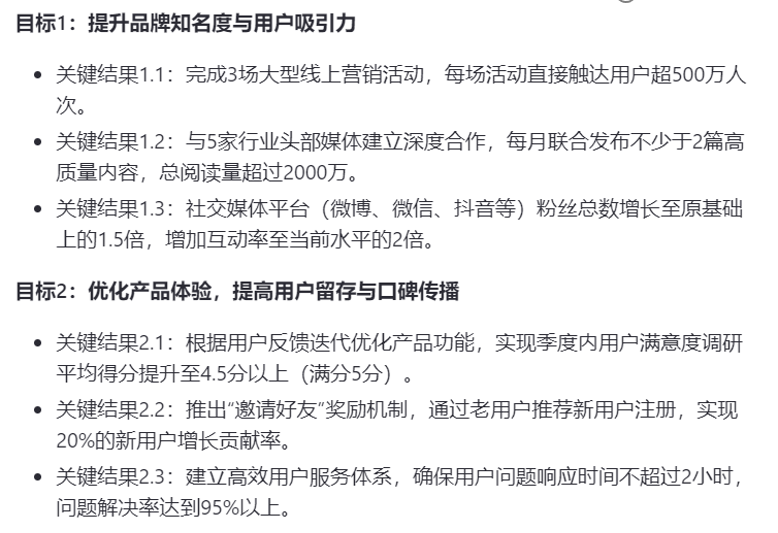 目标1：提升品牌知名度与用户吸引力
关键结果1.1：完成3场大型线上营销活动，每场活动直接触达用户超500万人
次。
关键结果1.2：与5家行业头部媒体建立深度合作，每月联合发布不少于2篇高
质量内容，总阅读量超过2000万。
关键结果1.3：社交媒体平台（微博、微信、抖音等）粉丝总数增长至原基础
上的1.5倍，增加互动率至当前水平的2倍。
目标2：优化产品体验，提高用户留存与口碑传播
关键结果2.1：根据用户反馈迭代优化产品功能，实现季度内用户满意度调研
平均得分提升至4.5分以上（满分5分）。
关键结果2.2：推出“邀请好友”奖励机制，通过老用户推荐新用户注册，实现
20%的新用户增长贡献率。
关键结果2.3：建立高效用户服务体系，确保用户问题响应时间不超过2小时，
问题解决率达到95%以上。